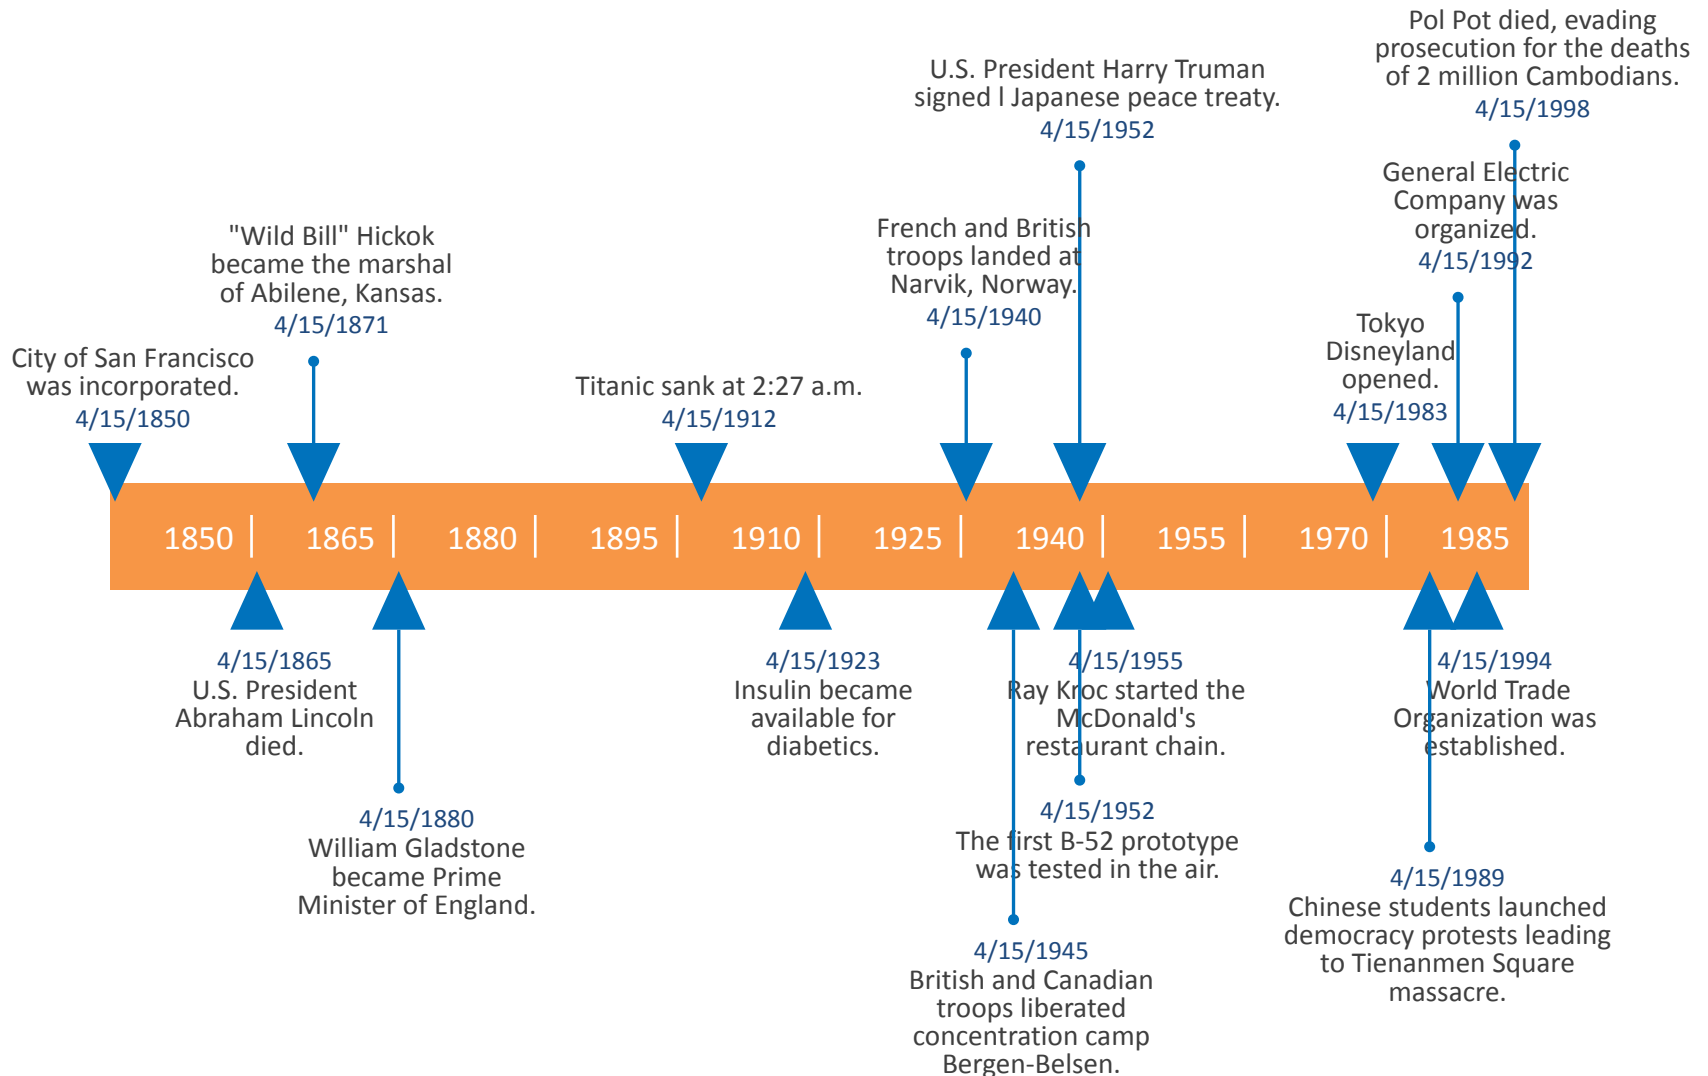 Pol Pot died, evading
prosecution for the deaths
of 2 million Cambodians.
4/15/1998
U.S. President Harry Truman
signed l Japanese peace treaty.
4/15/1952
General Electric
Company was
organized.
4/15/1992
"Wild Bill" Hickok
became the marshal
of Abilene, Kansas.
4/15/1871
French and British
troops landed at
Narvik, Norway.
4/15/1940
Tokyo
Disneyland
opened.
4/15/1983
City of San Francisco
was incorporated.
4/15/1850
Titanic sank at 2:27 a.m.
4/15/1912
1850 1865 1880 1895 1910 1925 1940 1955 1970 1985
4/15/1865
U.S. President
Abraham Lincoln
died.
4/15/1923
Insulin became
available for
diabetics.
4/15/1955
Ray Kroc started the
McDonald's
restaurant chain.
4/15/1994
World Trade
Organization was
established.
4/15/1880
William Gladstone
became Prime
Minister of England.
4/15/1952
The first B-52 prototype
was tested in the air.
4/15/1989
Chinese students launched
democracy protests leading
to Tienanmen Square
massacre.
4/15/1945
British and Canadian
troops liberated
concentration camp
Bergen-Belsen.